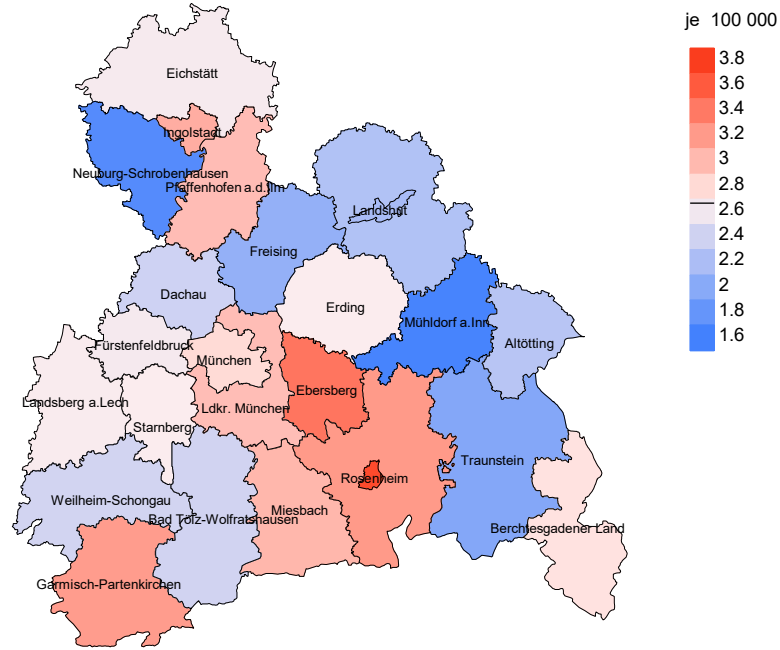 je 100 000
3.8
3.6
3.4
3.2
3
2.8
2.6
2.4
2.2
2
1.8
1.6
Eichstätt
Ingolstadt
Neuburg-Schrobenhausen
Pfaffenhofen a.d.Ilm
Landshut
Freising
Dachau
Erding
Mühldorf a.Inn
Altötting
Fürstenfeldbruck
München
Ebersberg
Landsberg a.Lech
Ldkr. München
Starnberg
Traunstein
Rosenheim
Weilheim-Schongau
Miesbach
Bad Tölz-Wolfratshausen
Berchtesgadener Land
Garmisch-Partenkirchen